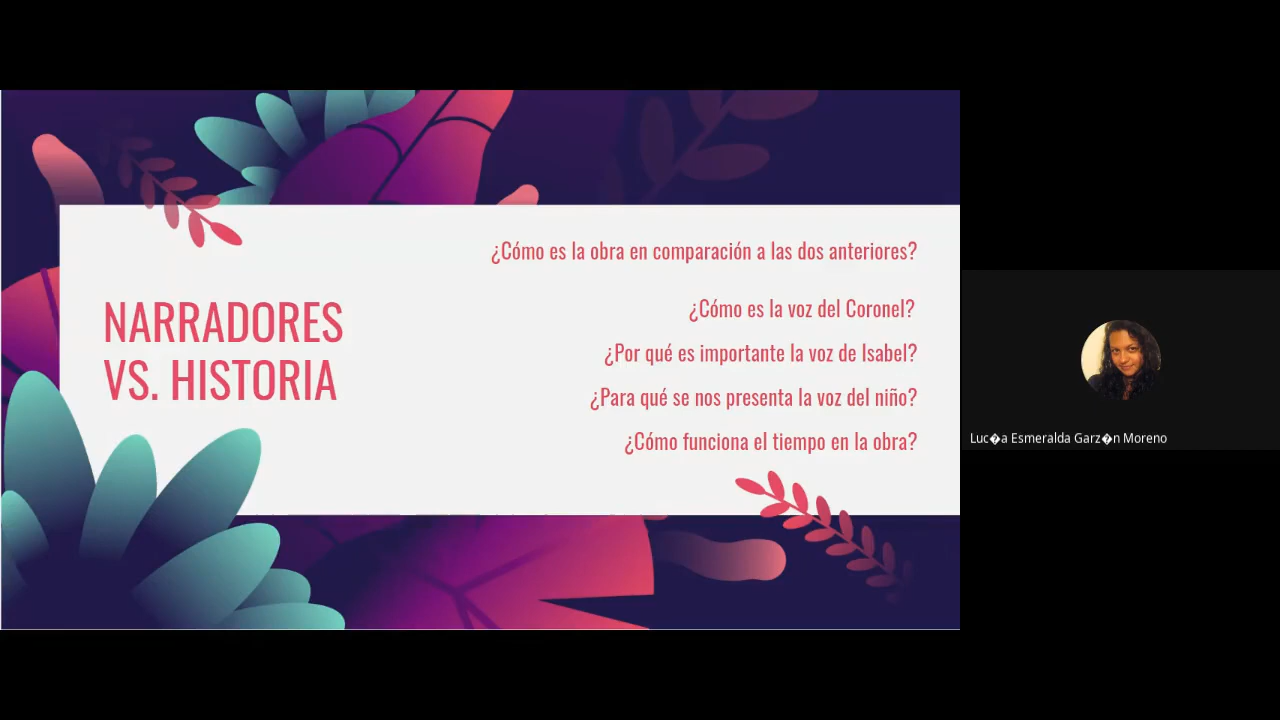 NARRADORES
VS. HISTORIA
¿Cómo es la obra en comparación a las dos anteriores?
¿Cómo es la voz del Coronel?
¿Por qué es importante la voz de Isabel?
¿Para qué se nos presenta la voz del niño?
¿Cómo funciona el tiempo en la obra?
Luc�a Esmeralda Garz�n Moreno